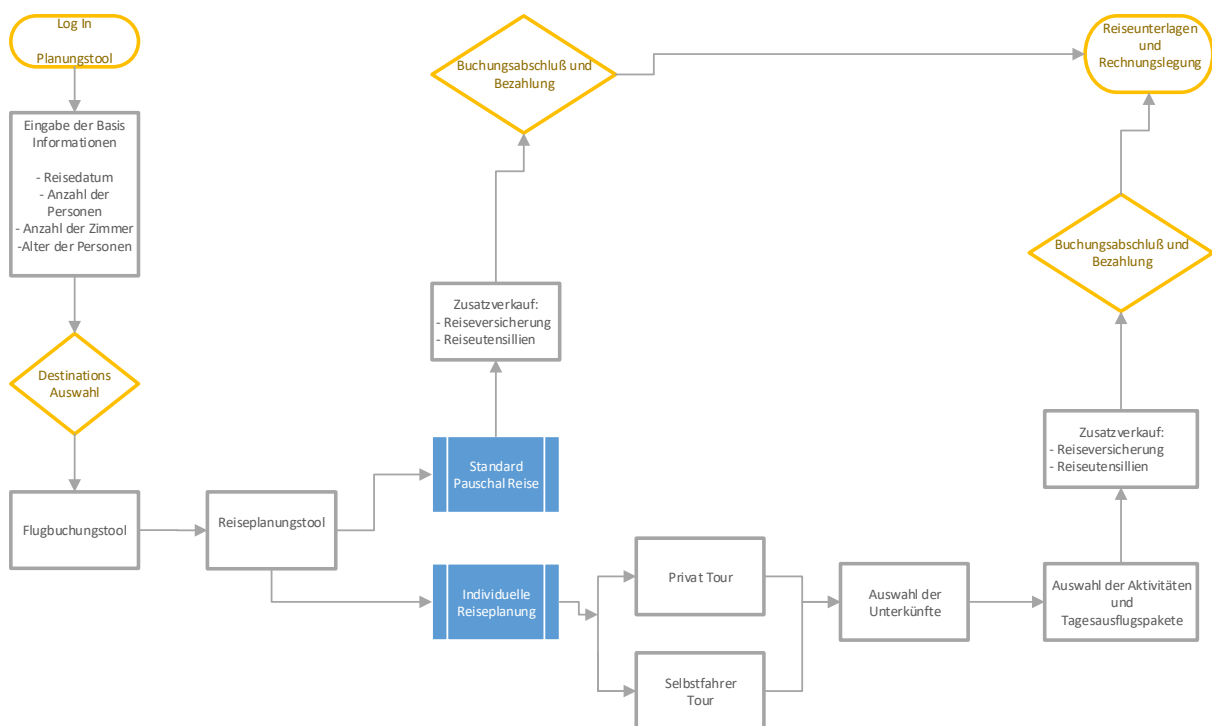 Log In
Planungstool
Eingabe der Basis
Informationen
- Reisedatum
- Anzahl der
Personen
- Anzahl der Zimmer
-Alter der Personen
Destinations
Auswahl
Flugbuchungstool
Reiseplanungstool
Standard
Pauschal Reise
Zusatzverkauf:
- Reiseversicherung
- Reiseutensillien
Buchungsabschluß und
Bezahlung
Individuelle
Reiseplanung
Privat Tour
Selbstfahrer
Tour
Auswahl der
Unterkünfte
Auswahl der Aktivitäten
und
Tagesausflugspakete
Zusatzverkauf:
- Reiseversicherung
- Reiseutensillien
Buchungsabschluß und
Bezahlung
Reiseunterlagen
und
Rechnungslegung